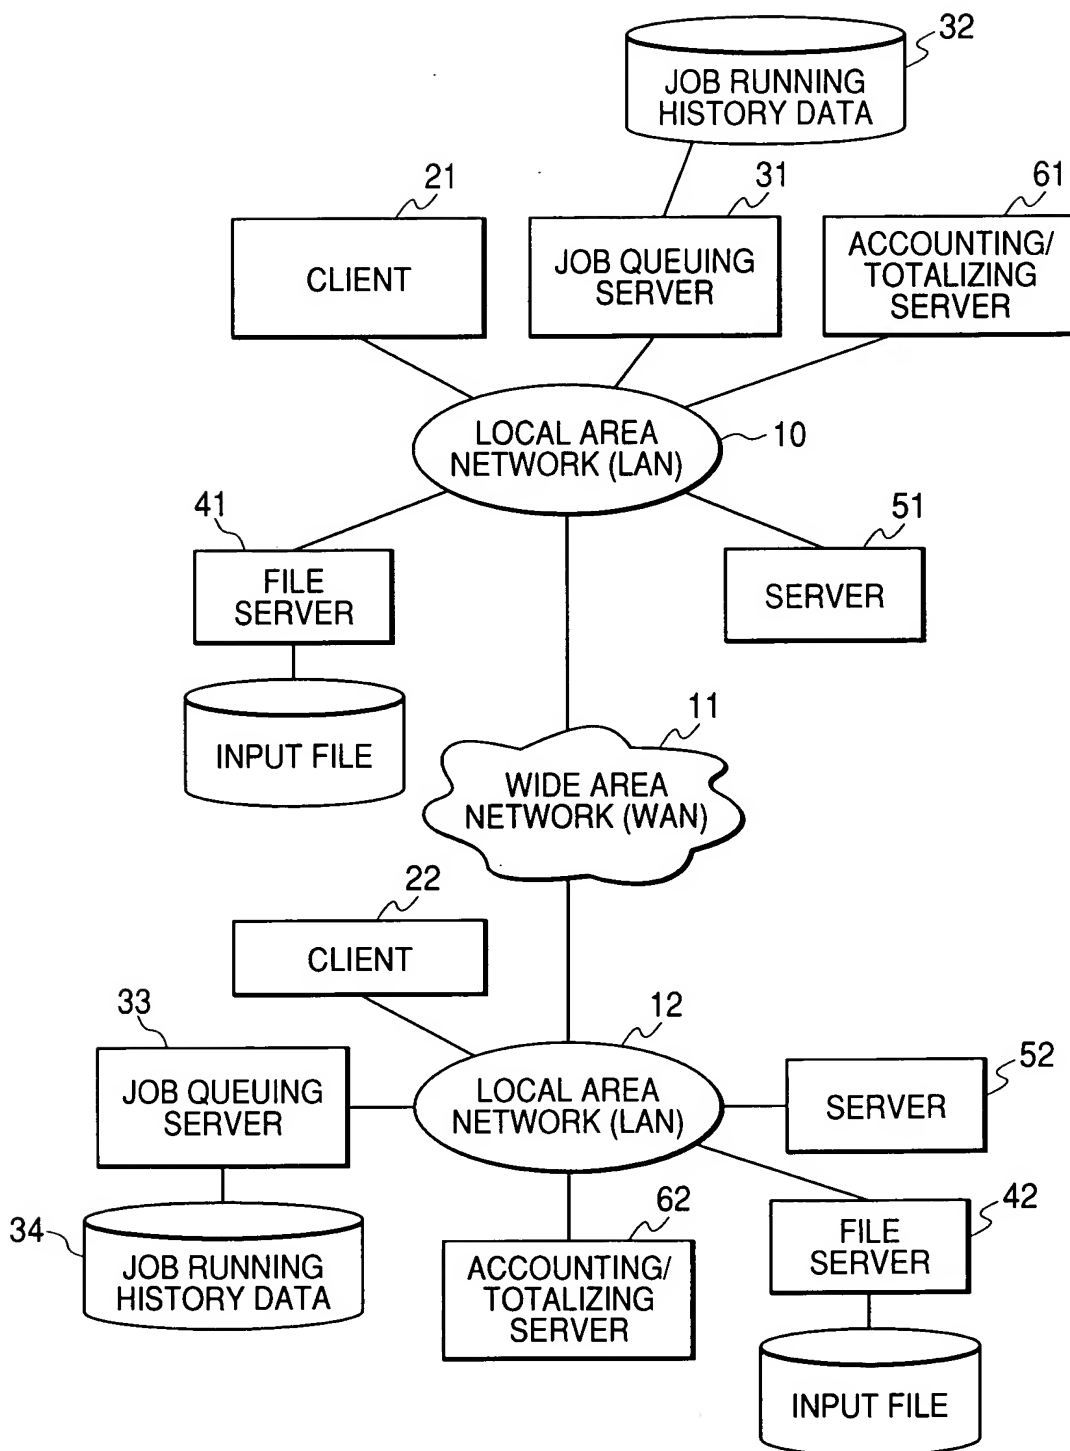 32
JOB RUNNING
HISTORY DATA
21
31
61
CLIENT
JOB QUEUING
SERVER
ACCOUNTING/
TOTALIZING
SERVER
LOCAL AREA
NETWORK (LAN)
10
41
51
FILE
SERVER
SERVER
INPUT FILE
11
WIDE AREA
NETWORK (WAN)
22
CLIENT
33
12
52
JOB QUEUING
SERVER
LOCAL AREA
NETWORK (LAN)
SERVER
34
JOB RUNNING
HISTORY DATA
62
ACCOUNTING/
TOTALIZING
SERVER
42
FILE
SERVER
INPUT FILE